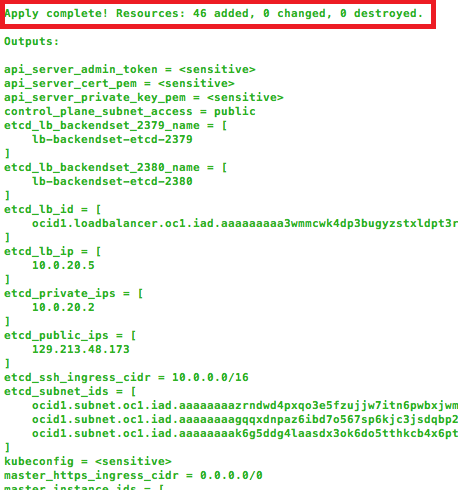 Apply complete! Resources: 46 added, 0 changed, 0 destroyed.
Outputs:
api_server_admin_token = <sensitive>
api_server_cert_pem = <sensitive>
api_server_private_key_pem = <sensitive>
control_plane_subnet_access = public
etcd_lb_backendset_2379_name = [
    lb-backendset-etcd-2379
]
etcd_lb_backendset_2380_name = [
    lb-backendset-etcd-2380
]
etcd_lb_id = [
    ocid1.loadbalancer.oc1.iad.aaaaaaaaa3wmmcwk4dp3bugyzstxldpt3r
]
etcd_lb_ip = [
    10.0.20.5
]
etcd_private_ips = [
    10.0.20.2
]
etcd_public_ips = [
    129.213.48.173
]
etcd_ssh_ingress_cidr = 10.0.0.0/16
etcd_subnet_ids = [
    ocid1.subnet.oc1.iad.aaaaaaaazrndwd4pxqo3e5fzujjw7itn6pwbxjwm
    ocid1.subnet.oc1.iad.aaaaaaaagqqxdnpaz6ibd7o567sp6kjc3jsdqbp2
    ocid1.subnet.oc1.iad.aaaaaaaak6g5ddg4laasdx3ok6do5tthkcb4x6pt
]
kubeconfig = <sensitive>
master_https_ingress_cidr = 0.0.0.0/0
master_instance_ids = [